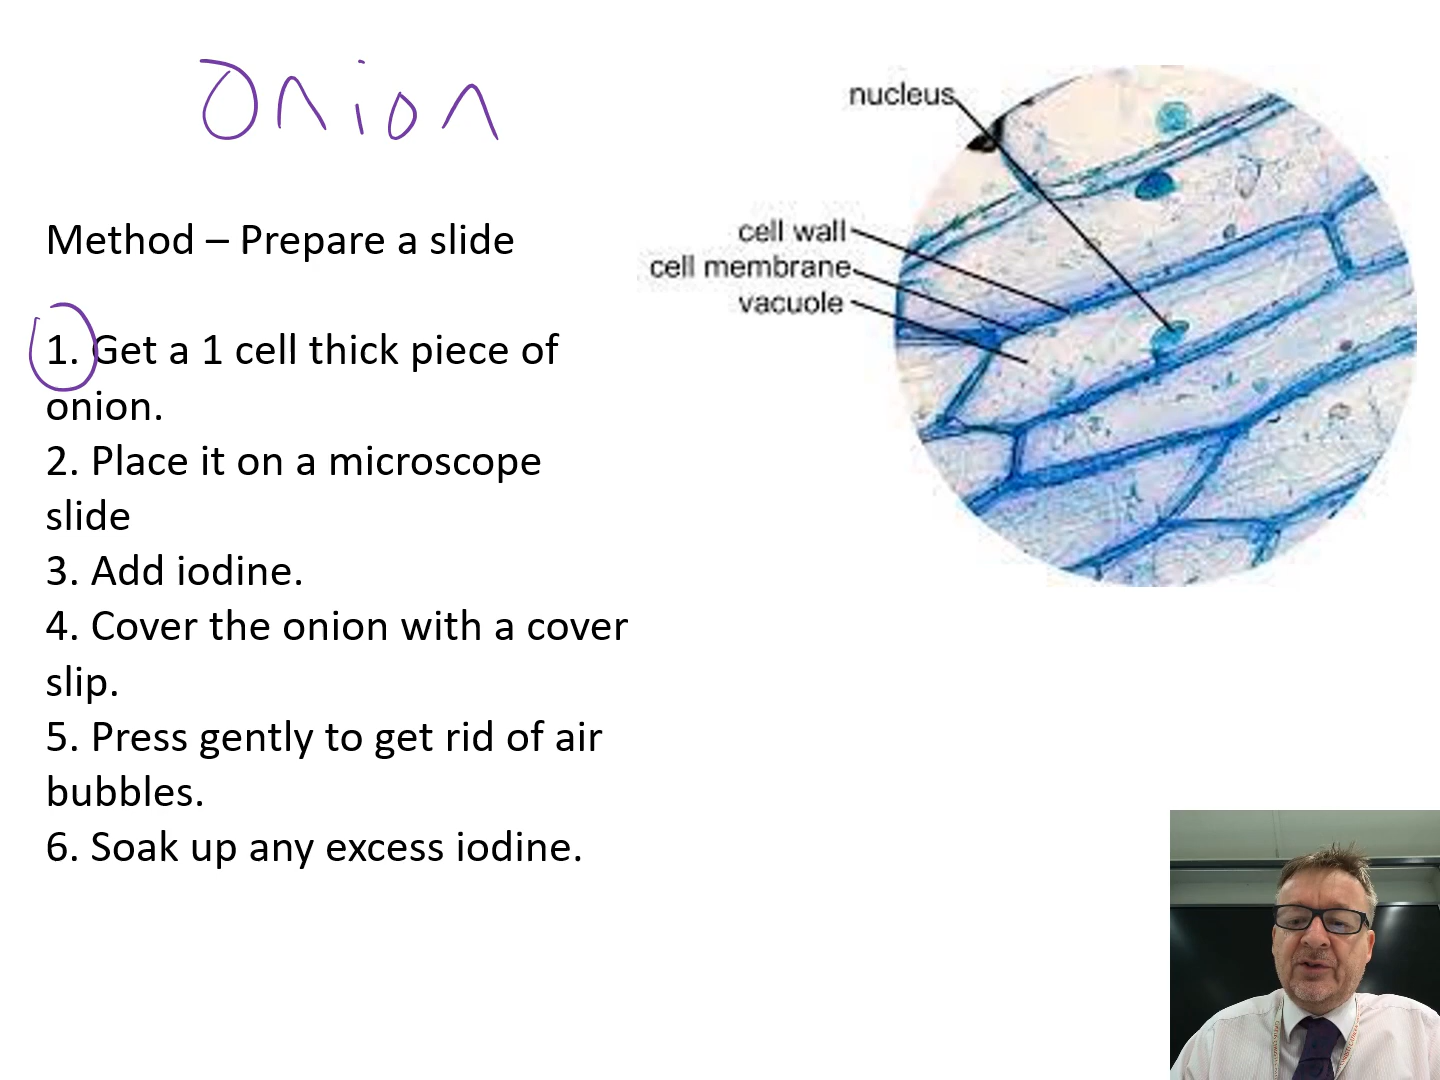 Onion
Method – Prepare a slide
1. Get a 1 cell thick piece of
onion.
2. Place it on a microscope
slide
3. Add iodine.
4. Cover the onion with a cover
slip.
5. Press gently to get rid of air
bubbles.
6. Soak up any excess iodine.
nucleus
cell wall
cell membrane
vacuole